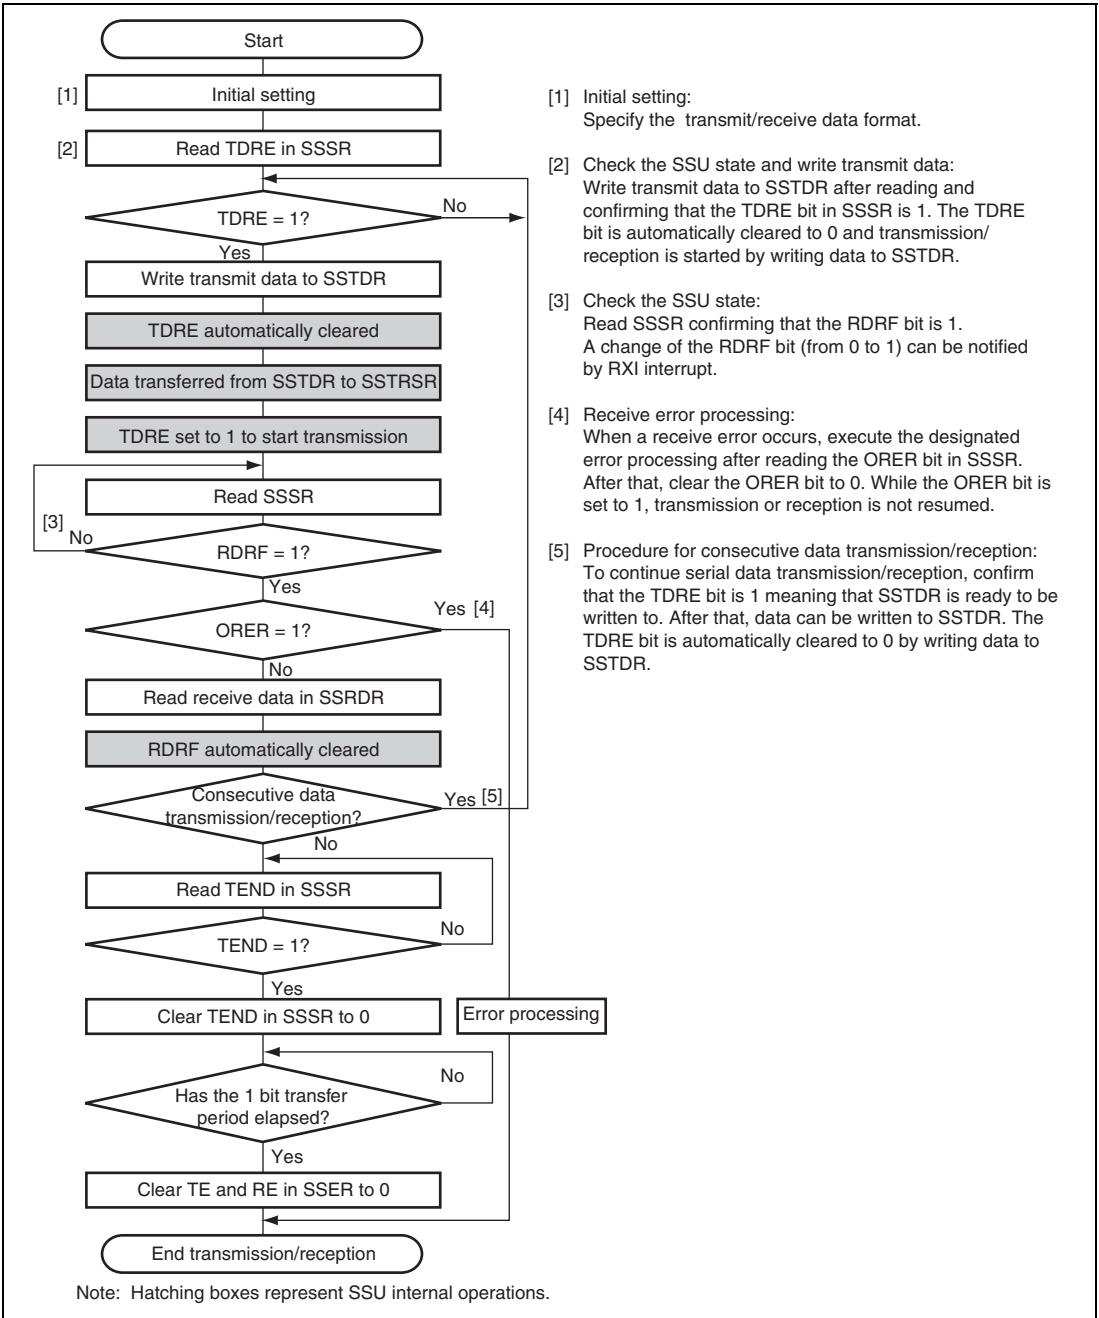 Start
[1]
Initial setting
[2]
Read TDRE in SSSR
TDRE = 1?
No
Yes
Write transmit data to SSTDR
TDRE automatically cleared
Data transferred from SSTDR to SSTRSR
TDRE set to 1 to start transmission
Read SSSR
[3]
No
RDRF = 1?
Yes
Yes [4]
ORER = 1?
No
Read receive data in SSRDR
RDRF automatically cleared
Consecutive data
transmission/reception?
Yes [5]
No
Read TEND in SSSR
No
TEND = 1?
Yes
Clear TEND in SSSR to 0
Error processing
No
Has the 1 bit transfer
period elapsed?
Yes
Clear TE and RE in SSER to 0
End transmission/reception
[1] Initial setting:
Specify the transmit/receive data format.
[2] Check the SSU state and write transmit data:
Write transmit data to SSTDR after reading and
confirming that the TDRE bit in SSSR is 1. The TDRE
bit is automatically cleared to 0 and transmission/
reception is started by writing data to SSTDR.
[3] Check the SSU state:
Read SSSR confirming that the RDRF bit is 1.
A change of the RDRF bit (from 0 to 1) can be notified
by RXI interrupt.
[4] Receive error processing:
When a receive error occurs, execute the designated
error processing after reading the ORER bit in SSSR.
After that, clear the ORER bit to 0. While the ORER bit is
set to 1, transmission or reception is not resumed.
[5] Procedure for consecutive data transmission/reception:
To continue serial data transmission/reception, confirm
that the TDRE bit is 1 meaning that SSTDR is ready to be
written to. After that, data can be written to SSTDR. The
TDRE bit is automatically cleared to 0 by writing data to
SSTDR.
Note: Hatching boxes represent SSU internal operations.